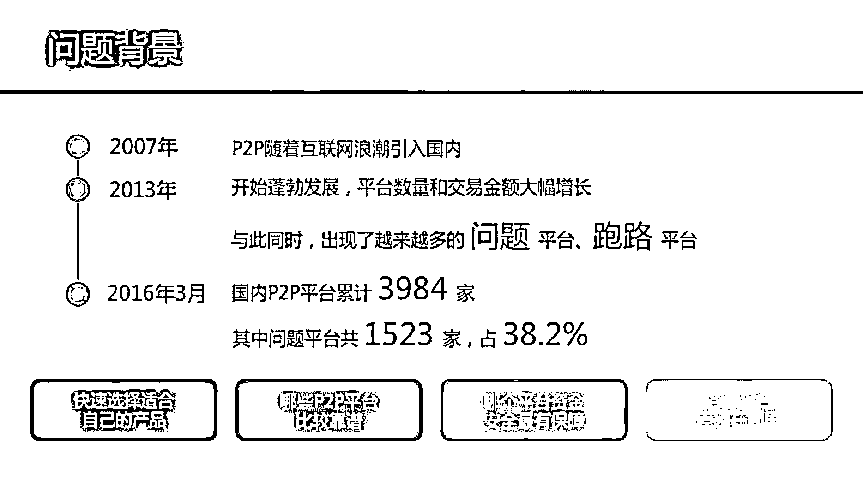 问题背景
2007年 P2P随着互联网浪潮引入国内
2013年 开始蓬勃发展，平台数量和交易金额大幅增长
与此同时，出现了越来越多的 问题 平台、跑路 平台
2016年3月 国内P2P平台累计 3984 家
其中问题平台共 1523 家，占 38.2%
快速选择适合
自己的产品
哪些P2P平台
比较靠谱
哪个平台资金
安全最有保障